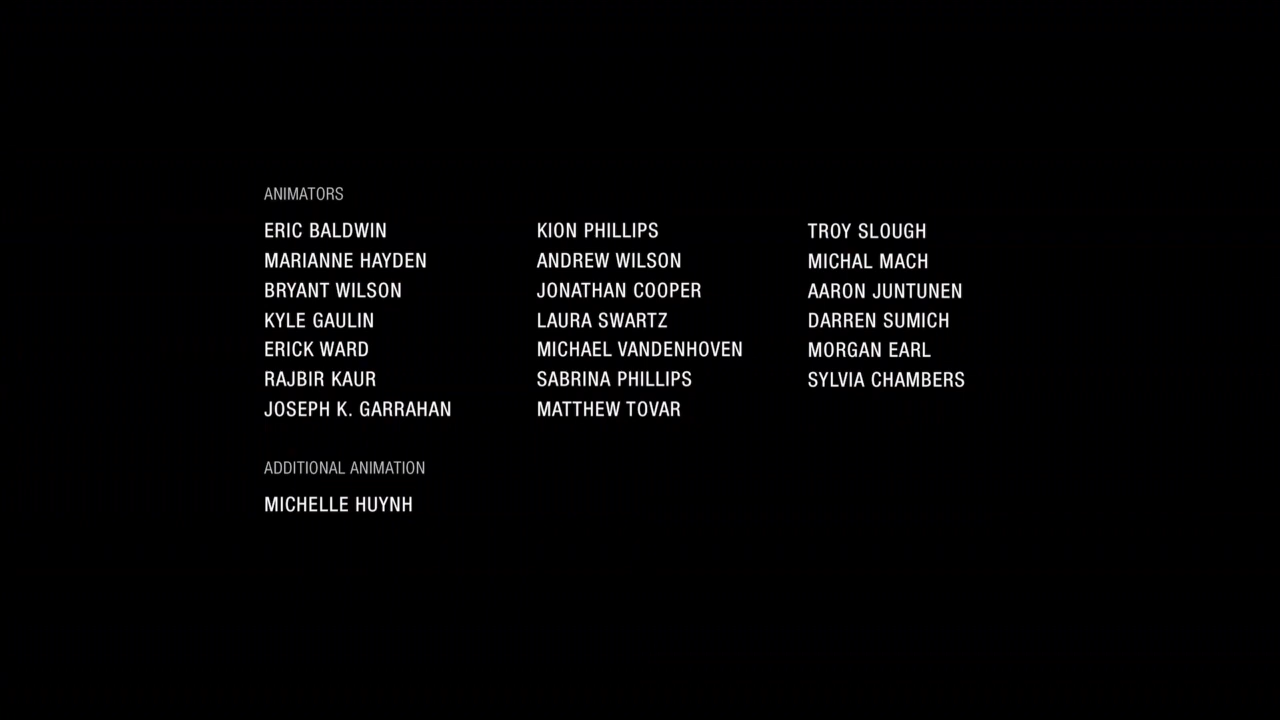 ANIMATORS
ERIC BALDWIN
MARIANNE HAYDEN
BRYANT WILSON
KYLE GAULIN
ERICK WARD
RAJBIR KAUR
JOSEPH K. GARRAHAN
KION PHILLIPS
ANDREW WILSON
JONATHAN COOPER
LAURA SWARTZ
MICHAEL VANDENHOVEN
SABRINA PHILLIPS
MATTHEW TOVAR
TROY SLOUGH
MICHAL MACH
AARON JUNTUNEN
DARREN SUMICH
MORGAN EARL
SYLVIA CHAMBERS
ADDITIONAL ANIMATION
MICHELLE HUYNH